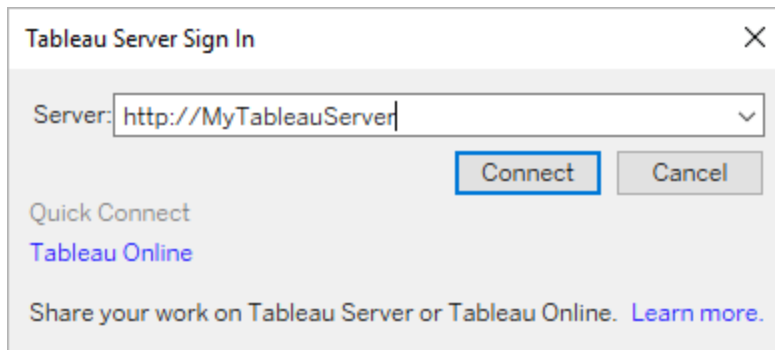 Tableau Server Sign In
Server: http://MyTableauServer
Connect Cancel
Quick Connect
Tableau Online
Share your work on Tableau Server or Tableau Online. Learn more.